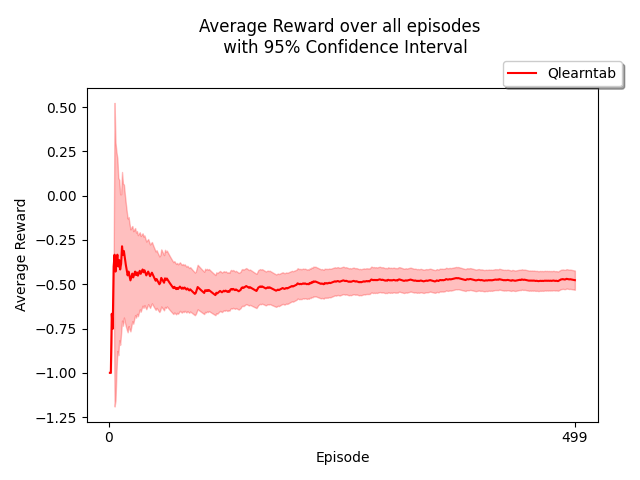 Average Reward over all episodes
with 95% Confidence Interval
Qlearntab
0.50
0.25
0.00
−0.25
−0.50
−0.75
−1.00
−1.25
Average Reward
0
499
Episode